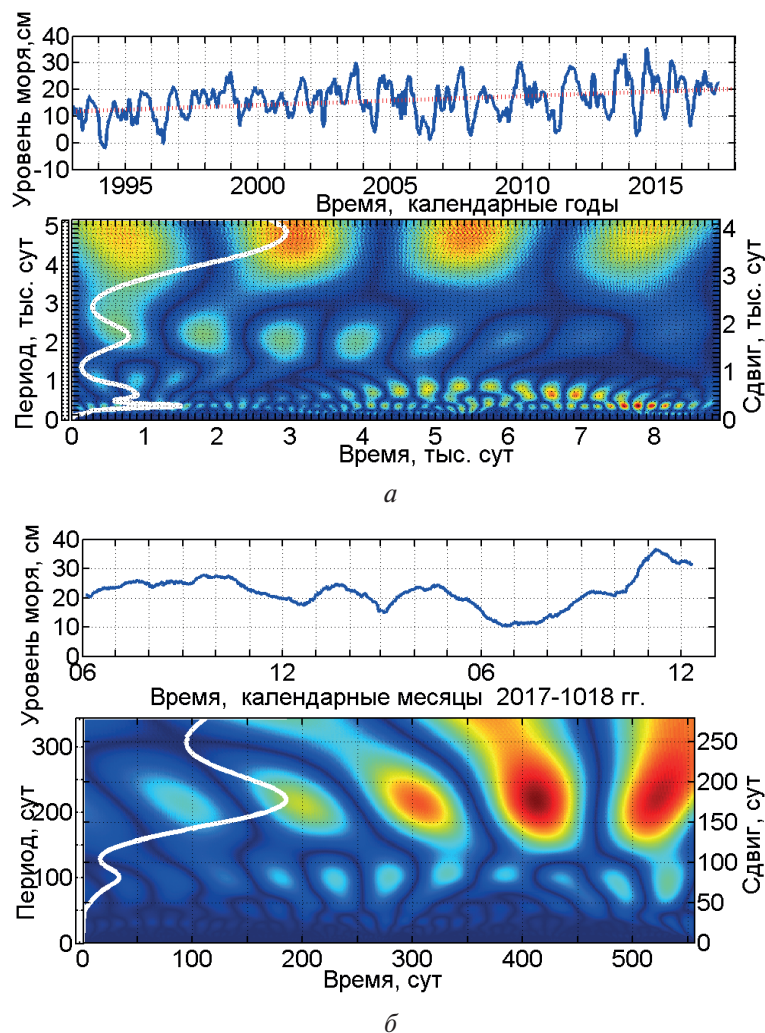 Уровень моря,см
40
30
20
10
0
-10
1995 2000 2005 2010 2015
Время, календарные годы
Период, тыс. сут
5
4
3
2
1
0
Сдвиг, тыс. сут
4
3
2
1
0
0 1 2 3 4 5 6 7 8
Время, тыс. сут
а
Уровень моря, см
40
30
20
10
0
06 12 06 12
Время, календарные месяцы 2017-1018 гг.
Период, сут
300
200
100
0
Сдвиг, сут
250
200
150
100
50
0
0 100 200 300 400 500
Время, сут
б